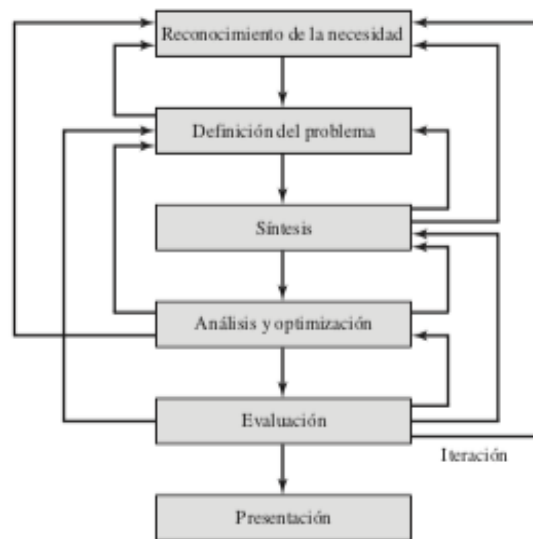 Reconocimiento de la necesidad
Definición del problema
Síntesis
Análisis y optimización
Evaluación
Iteración
Presentación